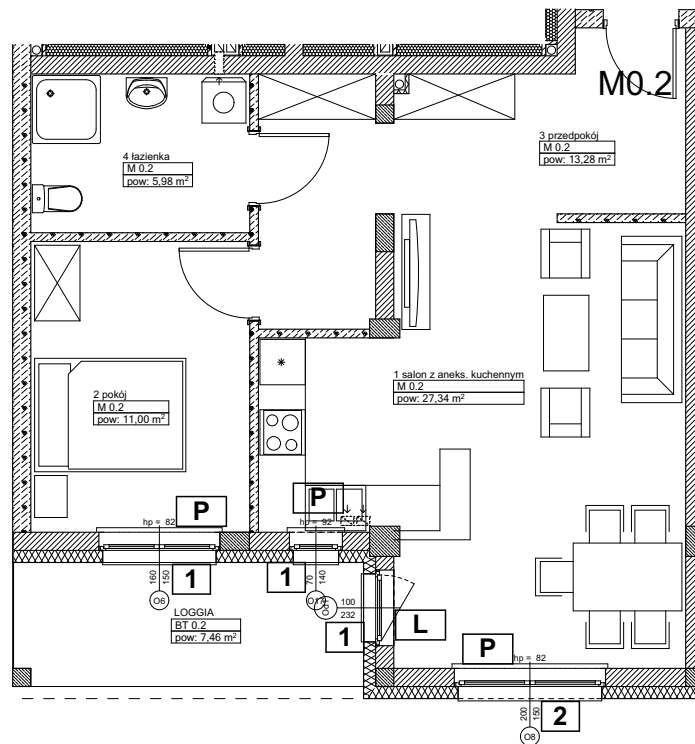 M0.2
3 przedpokój
M 0.2
pow: 13,28 m²
4 łazienka
M 0.2
pow: 5,98 m²
1 salon z aneks. kuchennym
M 0.2
pow: 27,34 m²
2 pokój
M 0.2
pow: 11,00 m²
P
P
hp = 82
hp = 92
1
1
160
150
70
140
O6
LOGGIA
BT 0.2
pow: 7,46 m²
100
232
1
L
P
hp = 82
200
150
2
O8